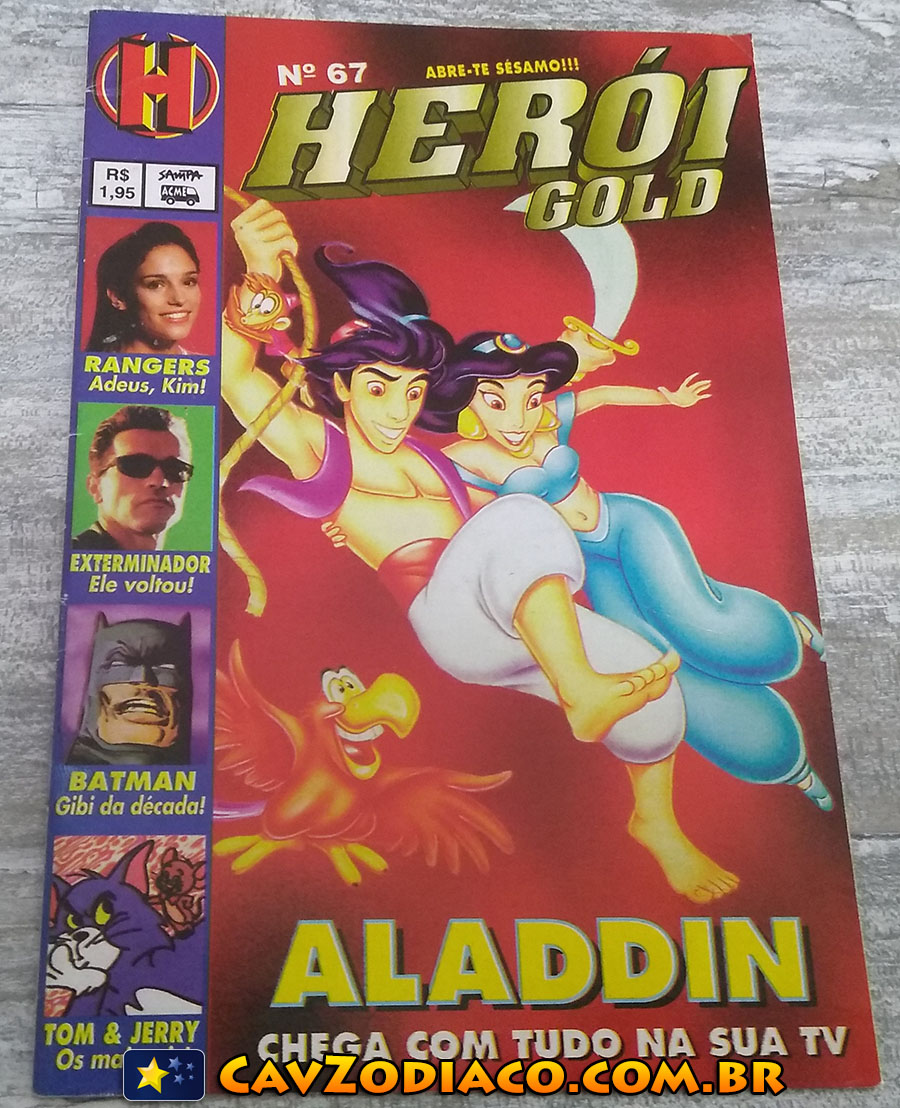 H
Nº 67
ABRE-TE SÉSAMO!!!
HERÓI
GOLD
R$
1,95
SAMPA
ACME
RANGERS
Adeus, Kim!
EXTERMINADOR
Ele voltou!
BATMAN
Gibi da década!
TOM & JERRY
Os
ALADDIN
CHEGA COM TUDO NA SUA TV
CAVZODIACO.COM.BR